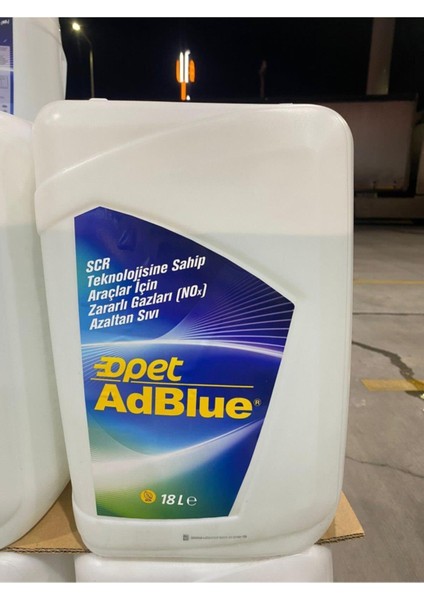 SCR
Teknolojisine Sahip
Araçlar İçin
Zararlı Gazları (NOx)
Azaltan Sıvı
Opet
AdBlue®
18 L ℮